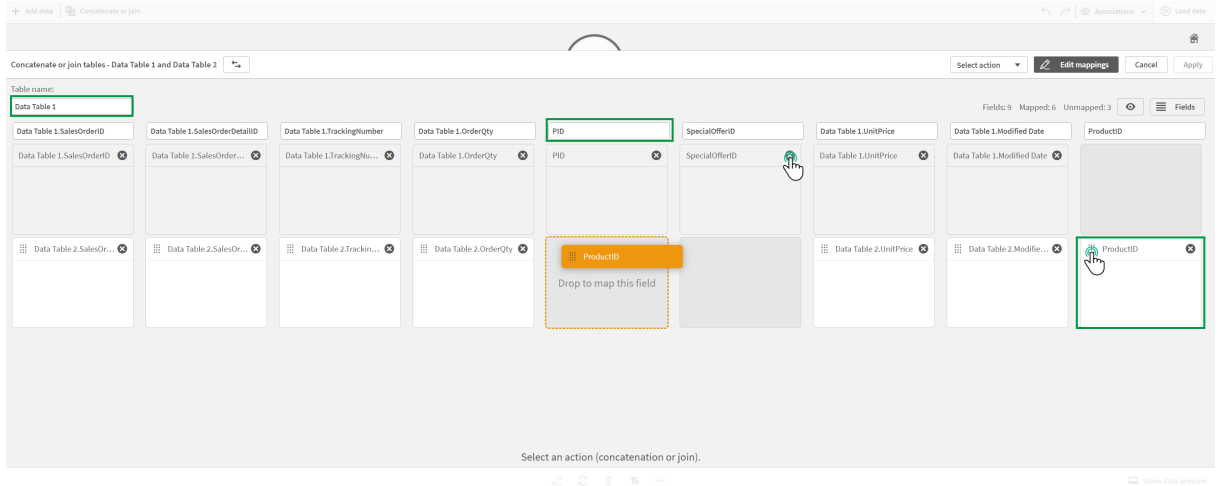 Add data Concatenate or join Associations Load data
Concatenate or join tables - Data Table 1 and Data Table 2 Select action Edit mappings Cancel Apply
Table name:
Data Table 1 Fields: 9 Mapped: 6 Unmapped: 3 Fields
Data Table 1.SalesOrderID Data Table 1.SalesOrderDetailID Data Table 1.TrackingNumber Data Table 1.OrderQty PID SpecialOfferID Data Table 1.UnitPrice Data Table 1.Modified Date ProductID
Data Table 1.SalesOrderID Data Table 1.SalesOrder... Data Table 1.TrackingNu... Data Table 1.OrderQty PID SpecialOfferID Data Table 1.UnitPrice Data Table 1.Modified Date
Data Table 2.SalesOr... Data Table 2.SalesOr... Data Table 2.Trackin... Data Table 2.OrderQty ProductID Data Table 2.UnitPrice Data Table 2.Modifie... ProductID
Drop to map this field
Select an action (concatenation or join).
Show data preview